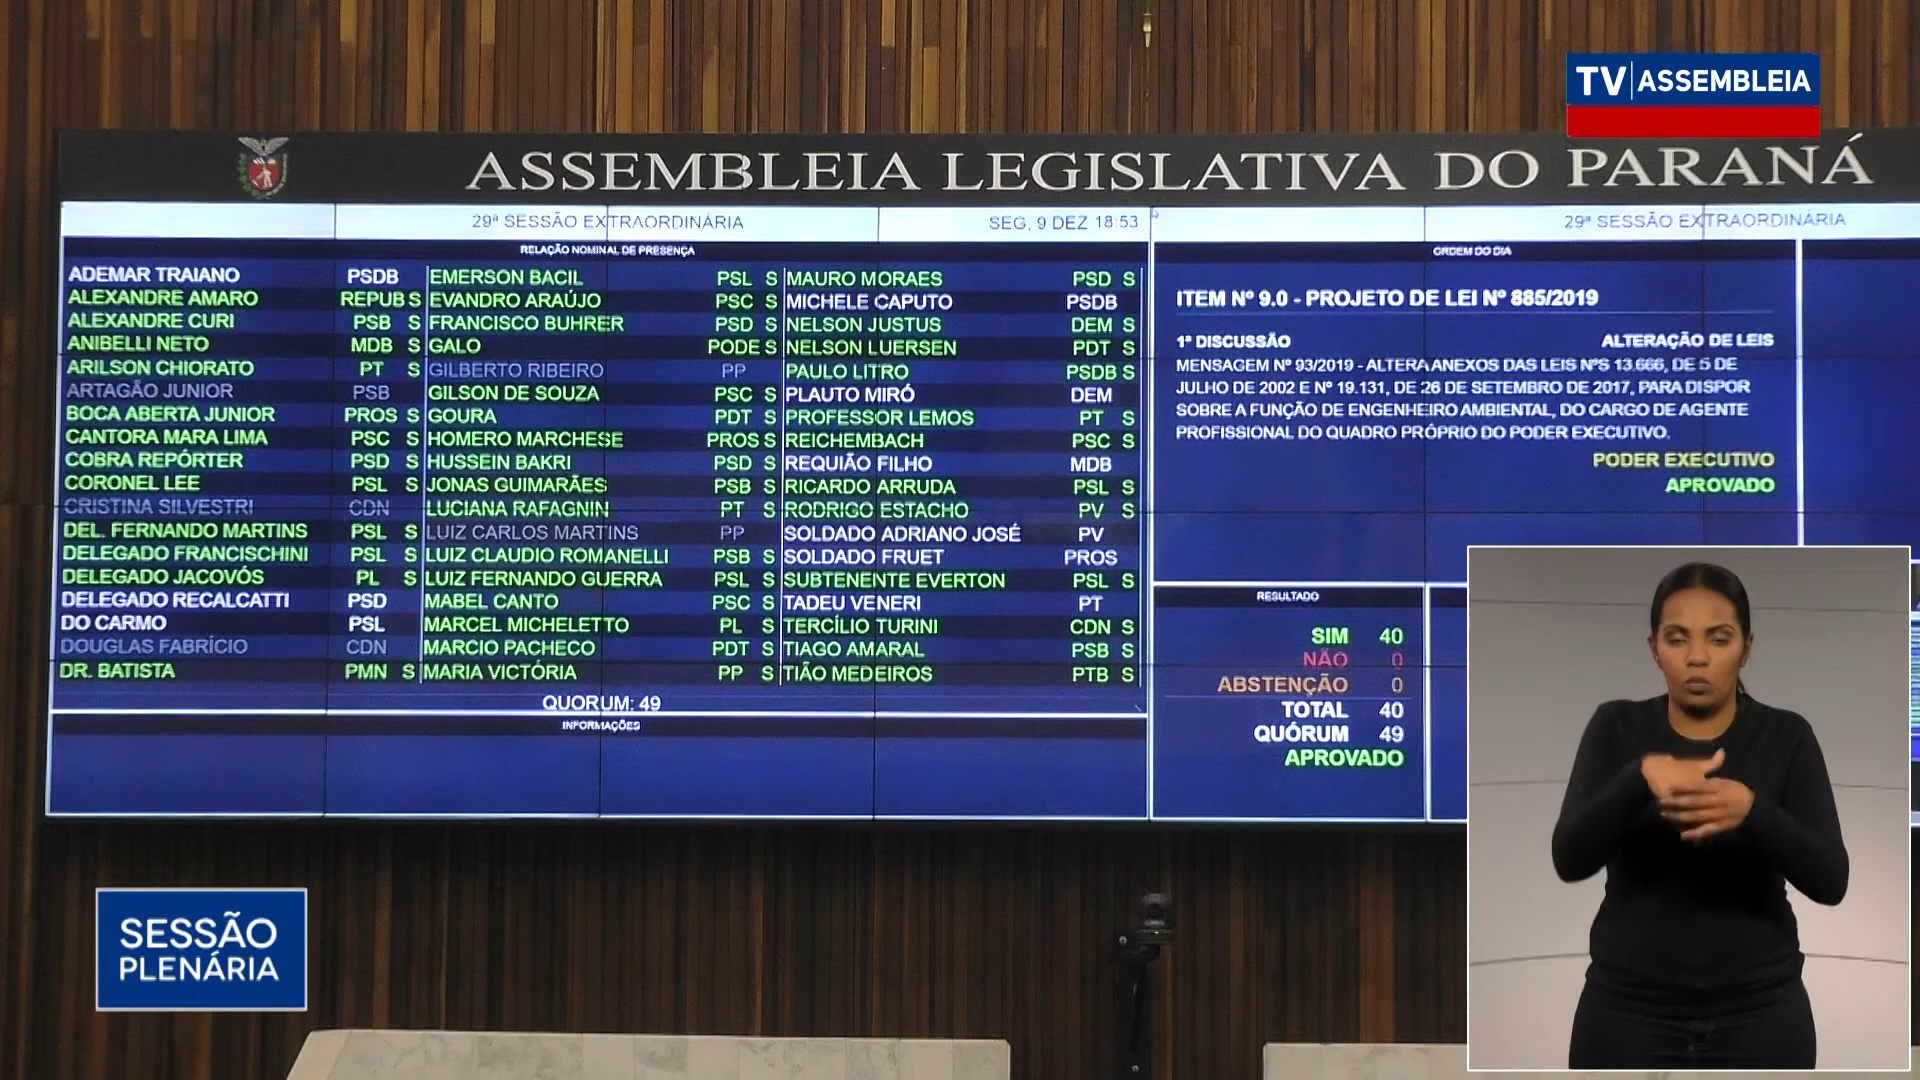 TV ASSEMBLEIA
ASSEMBLEIA LEGISLATIVA DO PARANÁ
29ª SESSÃO EXTRAORDINÁRIA SEG, 9 DEZ 18:53
RELAÇÃO NOMINAL DE PRESENÇA
ADEMAR TRAIANO PSDB EMERSON BACIL PSL S MAURO MORAES PSD S
ALEXANDRE AMARO REPUB S EVANDRO ARAÚJO PSC S MICHELE CAPUTO PSDB
ALEXANDRE CURI PSB S FRANCISCO BUHRER PSD S NELSON JUSTUS DEM S
ANIBELLI NETO MDB S GALO PODE S NELSON LUERSEN PDT S
ARILSON CHIORATO PT S GILBERTO RIBEIRO PP PAULO LITRO PSDB S
ARTAGÃO JUNIOR PSB GILSON DE SOUZA PSC S PLAUTO MIRÓ DEM
BOCA ABERTA JUNIOR PROS S GOURA PDT S PROFESSOR LEMOS PT S
CANTORA MARA LIMA PSC S HOMERO MARCHESE PROS S REICHEMBACH PSC S
COBRA REPÓRTER PSD S HUSSEIN BAKRI PSD S REQUIÃO FILHO MDB
CORONEL LEE PSL S JONAS GUIMARÃES PSB S RICARDO ARRUDA PSL S
CRISTINA SILVESTRI CDN LUCIANA RAFAGNIN PT S RODRIGO ESTACHO PV S
DEL. FERNANDO MARTINS PSL S LUIZ CARLOS MARTINS PP SOLDADO ADRIANO JOSÉ PV
DELEGADO FRANCISCHINI PSL S LUIZ CLAUDIO ROMANELLI PSB S SOLDADO FRUET PROS
DELEGADO JACOVÓS PL S LUIZ FERNANDO GUERRA PSL S SUBTENENTE EVERTON PSL S
DELEGADO RECALCATTI PSD MABEL CANTO PSC S TADEU VENERI PT
DO CARMO PSL MARCEL MICHELETTO PL S TERCÍLIO TURINI CDN S
DOUGLAS FABRÍCIO CDN MARCIO PACHECO PDT S TIAGO AMARAL PSB S
DR. BATISTA PMN S MARIA VICTÓRIA PP S TIÃO MEDEIROS PTB S
QUORUM: 49
INFORMAÇÕES
29ª SESSÃO EXTRAORDINÁRIA
ORDEM DO DIA
ITEM Nº 9.0 - PROJETO DE LEI Nº 885/2019
1ª DISCUSSÃO ALTERAÇÃO DE LEIS
MENSAGEM Nº 93/2019 - ALTERA ANEXOS DAS LEIS NºS 13.666, DE 5 DE
JULHO DE 2002 E Nº 19.131, DE 26 DE SETEMBRO DE 2017, PARA DISPOR
SOBRE A FUNÇÃO DE ENGENHEIRO AMBIENTAL, DO CARGO DE AGENTE
PROFISSIONAL DO QUADRO PRÓPRIO DO PODER EXECUTIVO.
PODER EXECUTIVO
APROVADO
RESULTADO
SIM 40
NÃO 0
ABSTENÇÃO 0
TOTAL 40
QUÓRUM 49
APROVADO
SESSÃO
PLENÁRIA